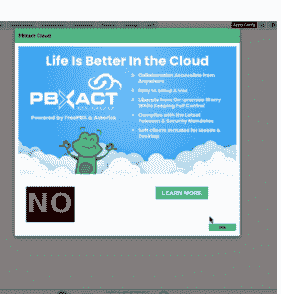 Apply Config
PBXact Cloud
Life Is Better In the Cloud
PBXACT
CLOUD
Powered by FreePBX & Asterisk
Collaboration Accessible from
Anywhere
Easy to Setup & Use
Liberate from On-premise Worry
While Keeping Full Control
Complies with the Latest
Telecom & Security Mandates
Soft clients Included for Mobile &
Desktop
NO
LEARN MORE